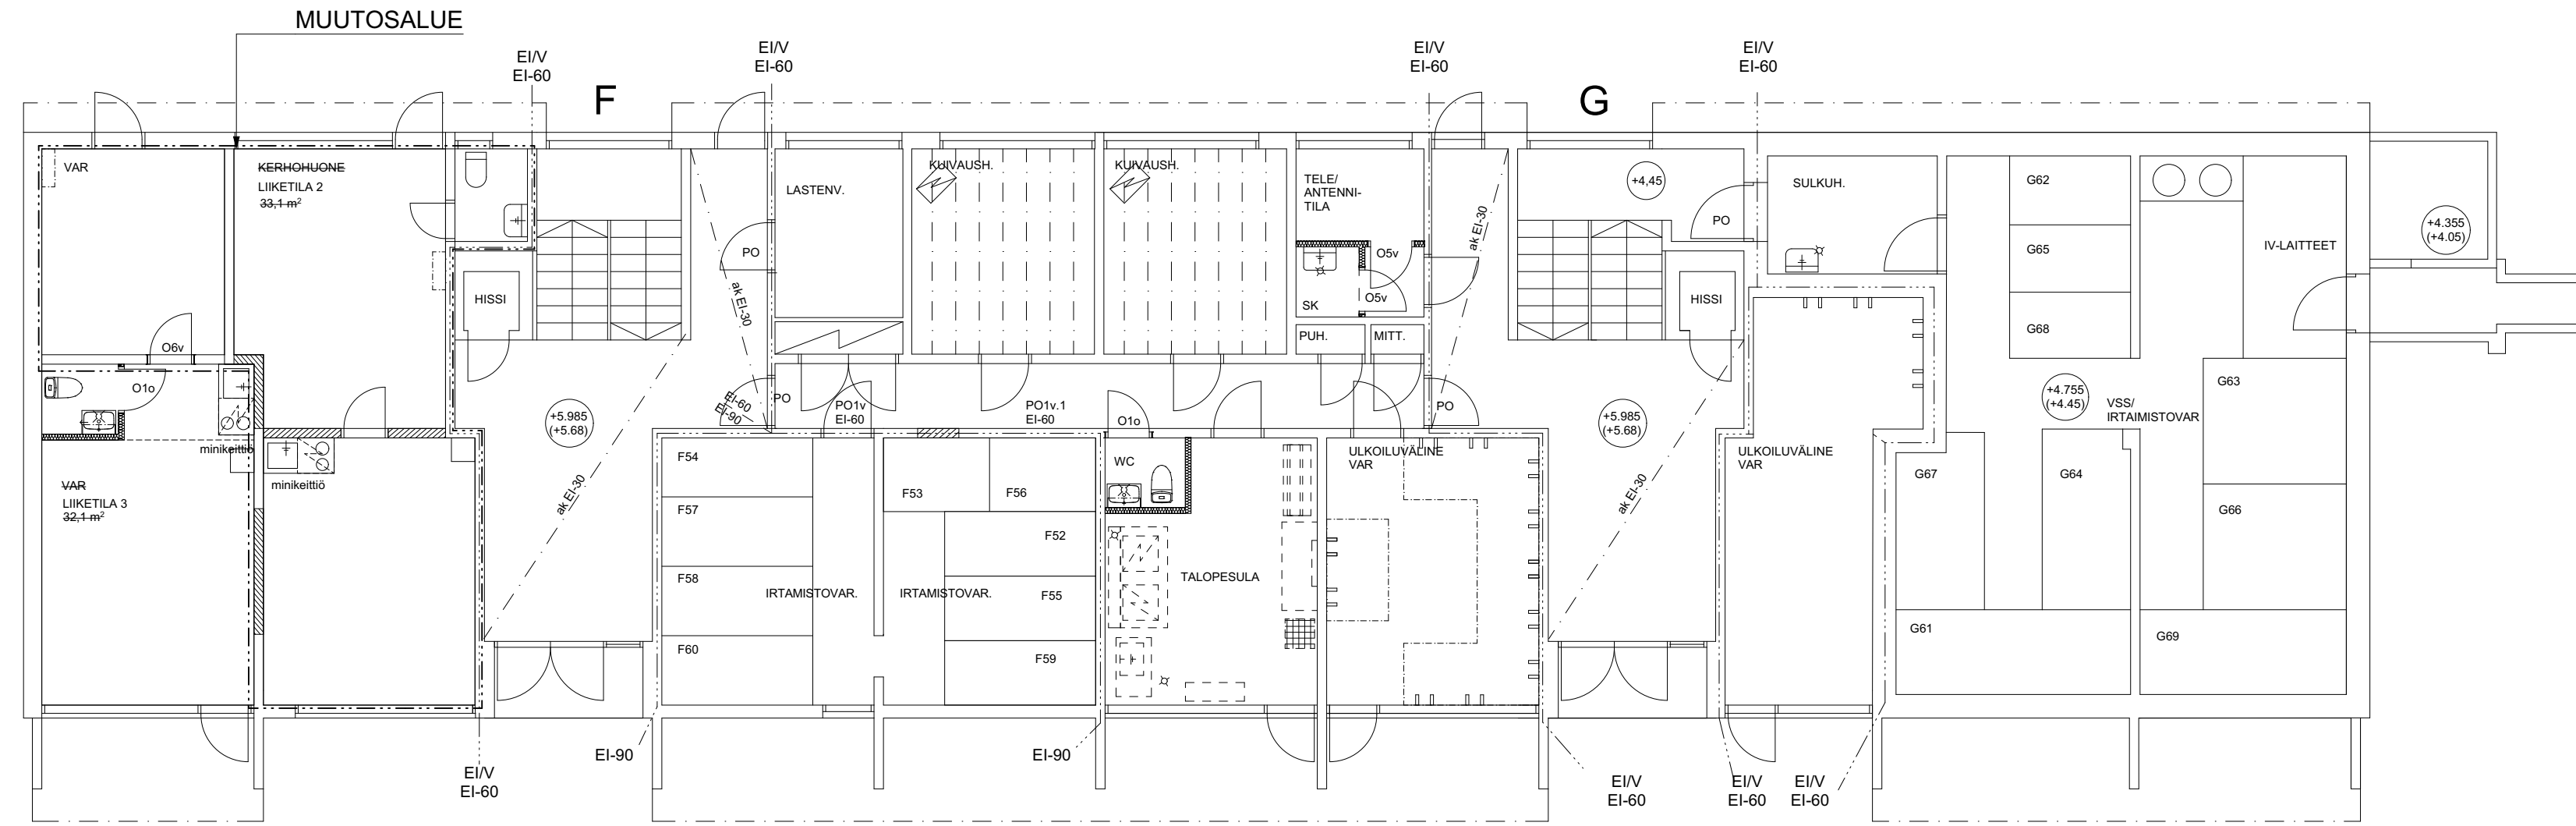 MUUTOSALUE
EI/V
EI-60
EI/V
EI-60
EI/V
EI-60
EI/V
EI-60
F
G
VAR
KERHOHUONE
LIIKETILA 2
33,1 m²
HISSI
O6v
O1o
minikeittiö
minikeittiö
VAR
LIIKETILA 3
32,1 m²
+5.985
(+5.68)
ak EI-30
ak EI-30
PO
EI-60
EI-90
PO
LASTENV.
KUIVAUSH.
KUIVAUSH.
TELE/
ANTENNI-
TILA
O5v
O5v
SK
PUH.
MITT.
ak EI-30
PO
PO1v
EI-60
PO1v.1
EI-60
O1o
WC
F54
F57
F58
F60
IRTAMISTOVAR.
F53
F56
F52
F55
F59
IRTAMISTOVAR.
TALOPESULA
ULKOILUVÄLINE
VAR
+4,45
PO
HISSI
+5.985
(+5.68)
ak EI-30
SULKUH.
ULKOILUVÄLINE
VAR
G62
G65
G68
IV-LAITTEET
+4.355
(+4.05)
+4.755
(+4.45)
VSS/
IRTAIMISTOVAR
G63
G67
G64
G66
G61
G69
EI/V
EI-60
EI-90
EI-90
EI/V
EI-60
EI/V
EI-60
EI/V
EI-60